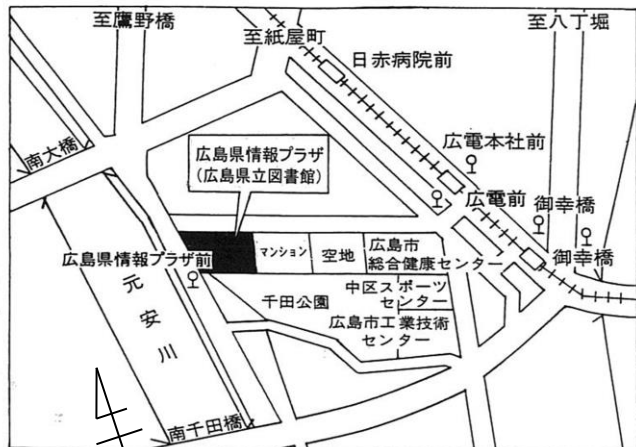 至鷹野橋
至紙屋町
至八丁堀
日赤病院前
南大橋
広島県情報プラザ
(広島県立図書館)
広電本社前
広電前
御幸橋
御幸橋
マンション
空地
広島市
総合健康センター
広島県情報プラザ前
千田公園
中区スポーツ
センター
広島市工業技術
センター
元安川
南千田橋